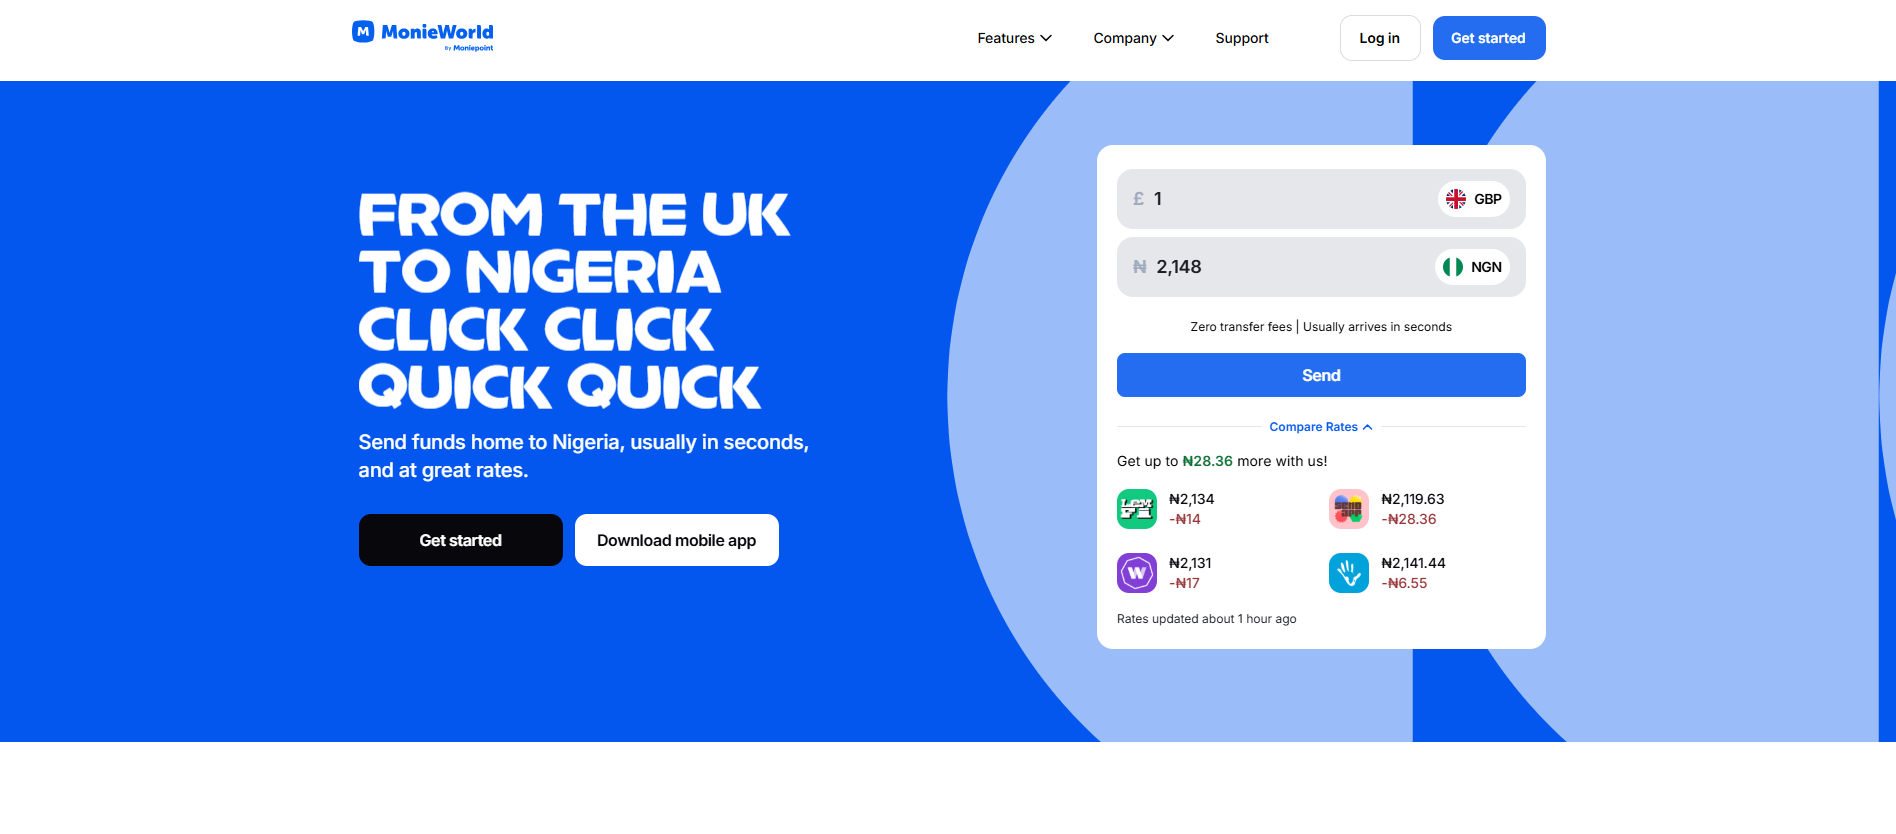 M MonieWorld
By Moniepoint
Features
Company
Support
Log in
Get started
FROM THE UK
TO NIGERIA
CLICK CLICK
QUICK QUICK
Send funds home to Nigeria, usually in seconds,
and at great rates.
Get started
Download mobile app
£ 1
GBP
₦ 2,148
NGN
Zero transfer fees | Usually arrives in seconds
Send
Compare Rates
Get up to ₦28.36 more with us!
₦2,134
-₦14
SEND
APP
₦2,119.63
-₦28.36
W
₦2,131
-₦17
₦2,141.44
-₦6.55
Rates updated about 1 hour ago